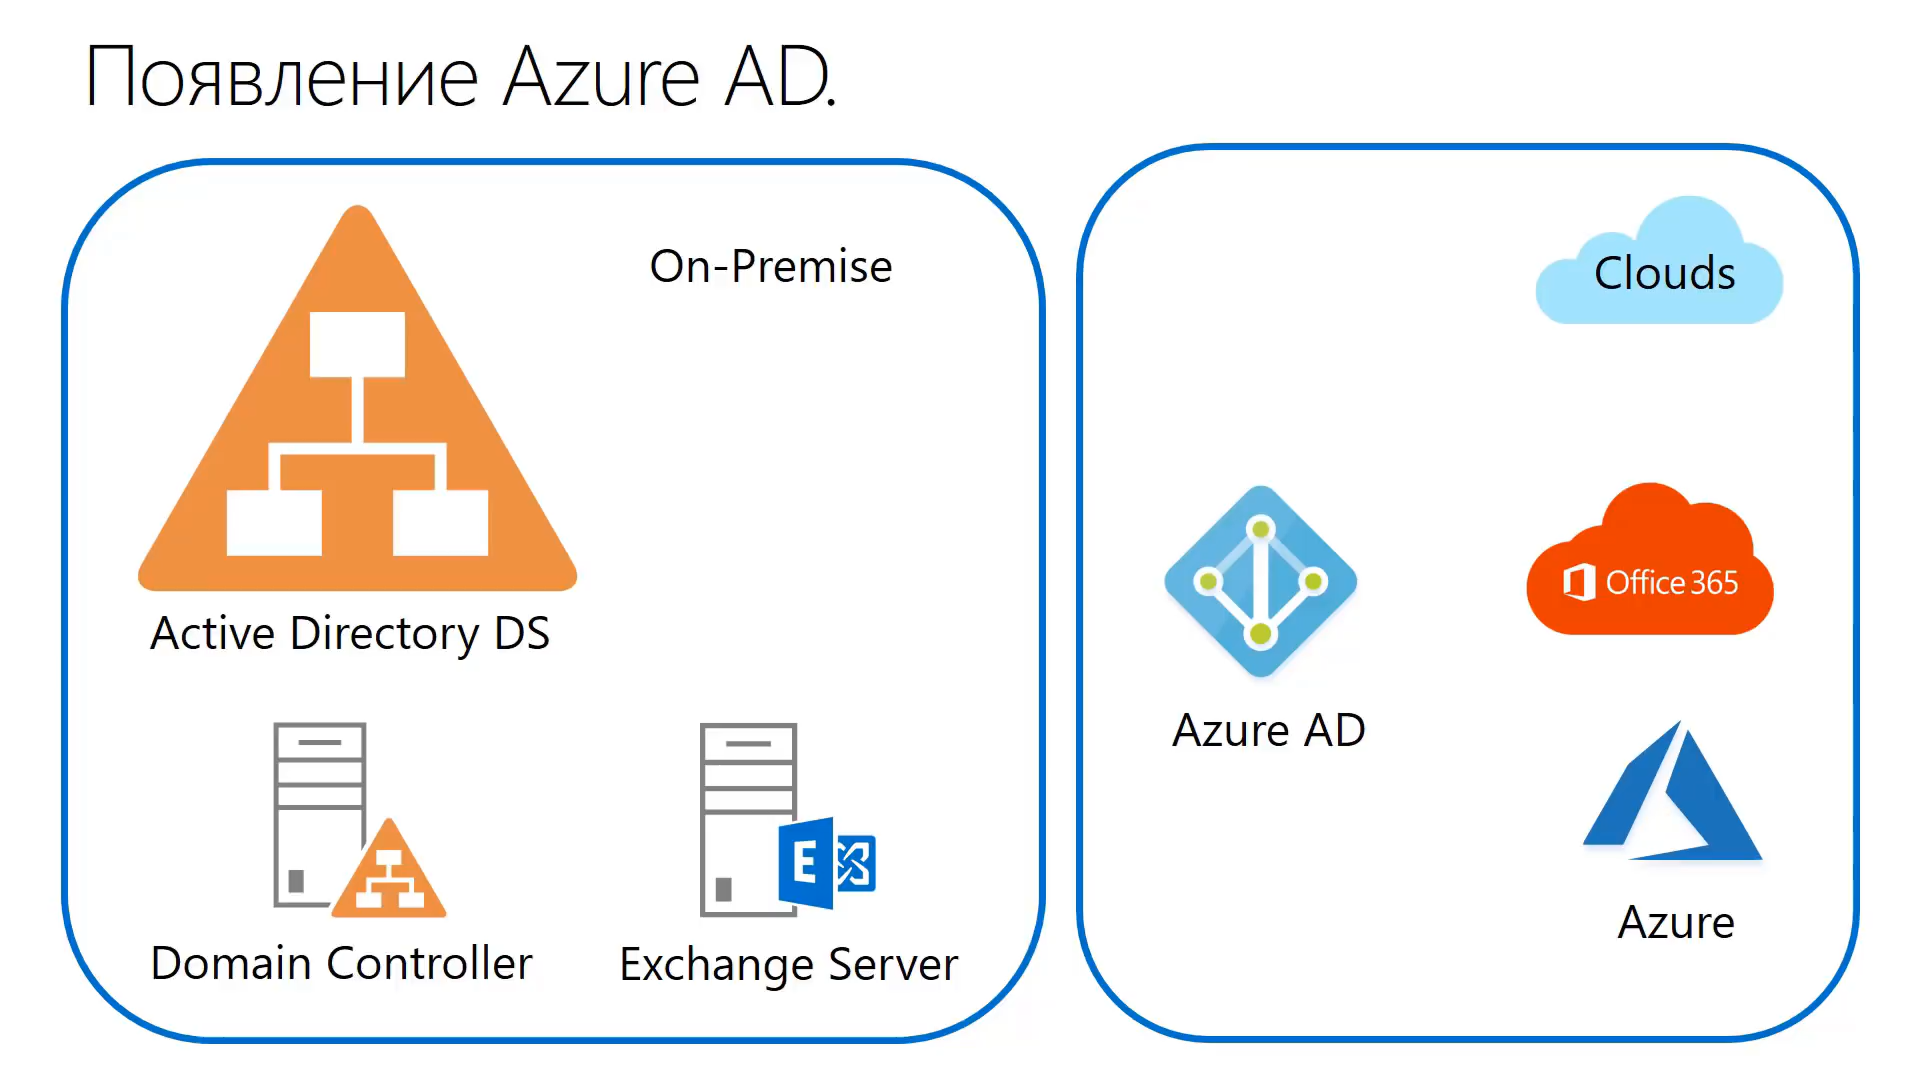 Появление Azure AD.
On-Premise
Active Directory DS
Domain Controller
E
Exchange Server
Clouds
Office 365
Azure AD
Azure